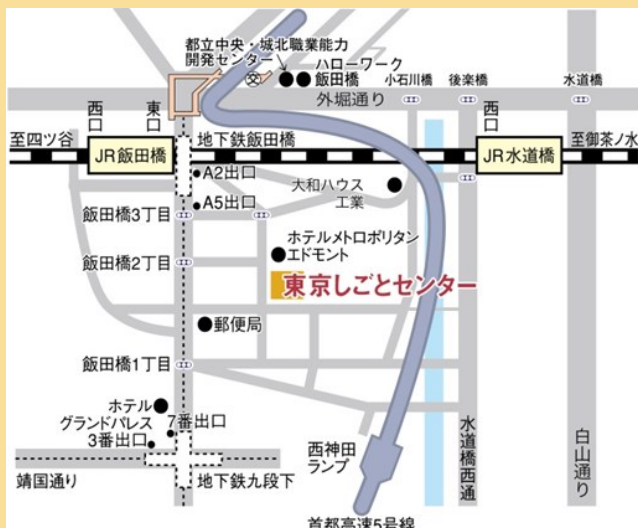 都立中央・城北職業能力
開発センター
交
ハローワーク
飯田橋
小石川橋
後楽橋
水道橋
外堀通り
西口
東口
西口
至四ツ谷
JR飯田橋
地下鉄飯田橋
JR水道橋
至御茶ノ水
A2出口
大和ハウス
工業
A5出口
飯田橋3丁目
ホテルメトロポリタン
エドモント
飯田橋2丁目
東京しごとセンター
郵便局
飯田橋1丁目
ホテル
グランドパレス
7番出口
3番出口
西神田
ランプ
水道橋西通
白山通り
靖国通り
地下鉄九段下
首都高速5号線